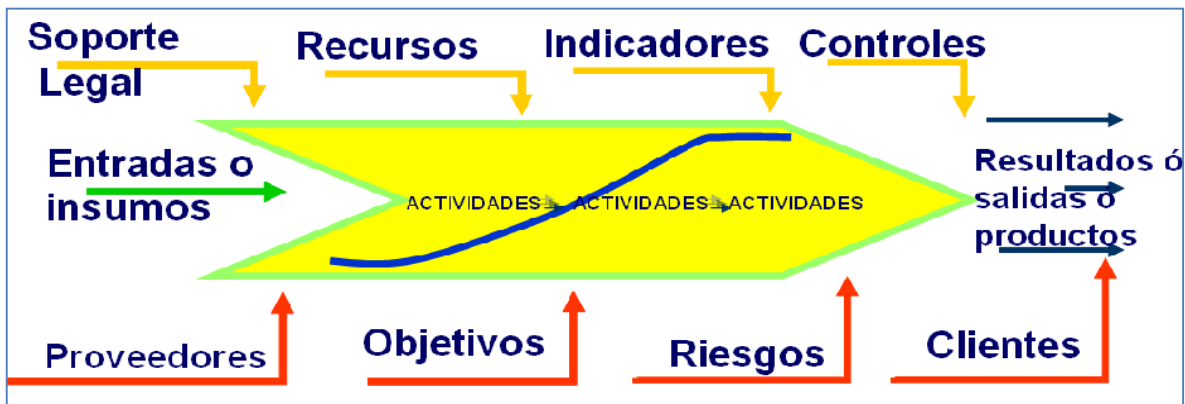 Soporte
Legal
Recursos
Indicadores
Controles
Entradas o
insumos
ACTIVIDADES ACTIVIDADES ACTIVIDADES
Resultados ó
salidas o
productos
Proveedores
Objetivos
Riesgos
Clientes